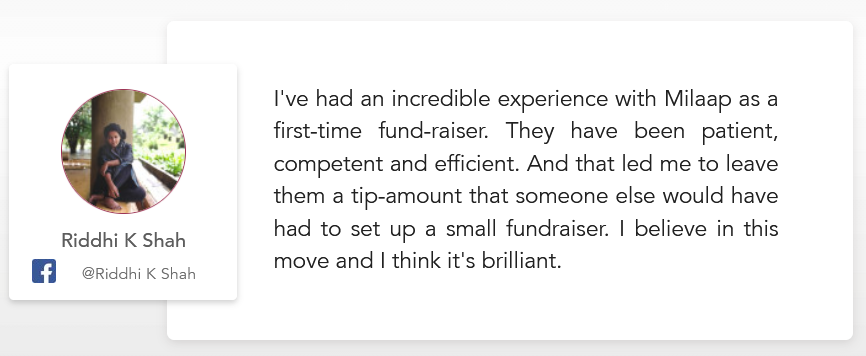 I've had an incredible experience with Milaap as a
first-time fund-raiser. They have been patient,
competent and efficient. And that led me to leave
them a tip-amount that someone else would have
had to set up a small fundraiser. I believe in this
move and I think it's brilliant.
Riddhi K Shah
@Riddhi K Shah